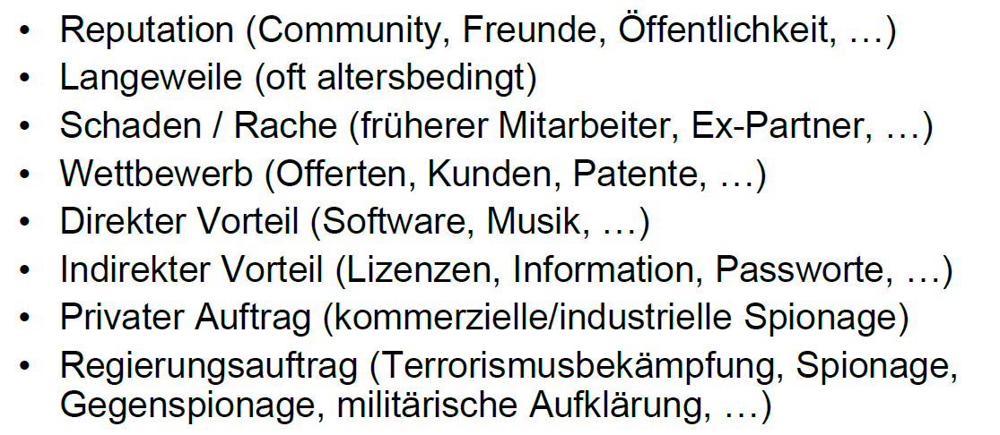 • Reputation (Community, Freunde, Öffentlichkeit, …)
• Langeweile (oft altersbedingt)
• Schaden / Rache (früherer Mitarbeiter, Ex-Partner, …)
• Wettbewerb (Offerten, Kunden, Patente, …)
• Direkter Vorteil (Software, Musik, …)
• Indirekter Vorteil (Lizenzen, Information, Passworte, …)
• Privater Auftrag (kommerzielle/industrielle Spionage)
• Regierungsauftrag (Terrorismusbekämpfung, Spionage,
Gegenspionage, militärische Aufklärung, …)